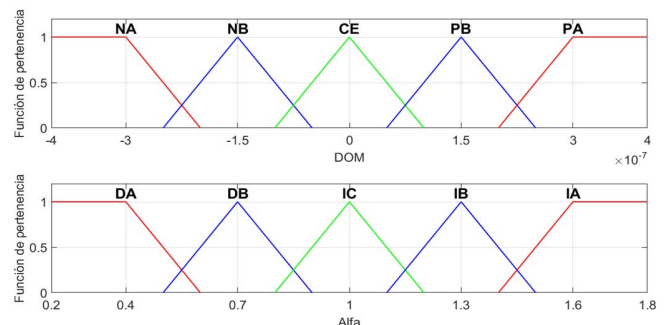 NA NB CE PB PA
Función de pertenencia
1
0.5
0
-4 -3 -1.5 0 1.5 3 4
DOM
×10⁻⁷
DA DB IC IB IA
Función de pertenencia
1
0.5
0
0.2 0.4 0.7 1 1.3 1.6 1.8
Alfa